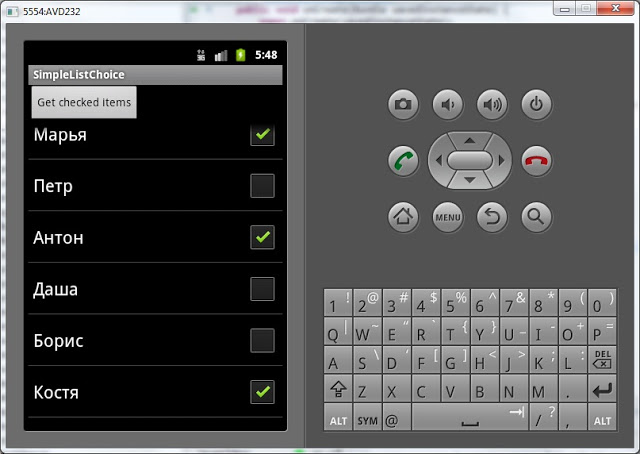 5554:AVD232
3G 5:48
SimpleListChoice
Get checked items
Марья
Петр
Антон
Даша
Борис
Костя
MENU
1 ! 2 @ 3 # 4 $ 5 % 6 ^ 7 & 8 * 9 ( 0 )
Q | W ~ E " R ` T { Y } U _ I - O + P =
A S \ D ' F [ G ] H < J > K ; L : DEL
Z X C V B N M .
ALT SYM @ / ? , ALT